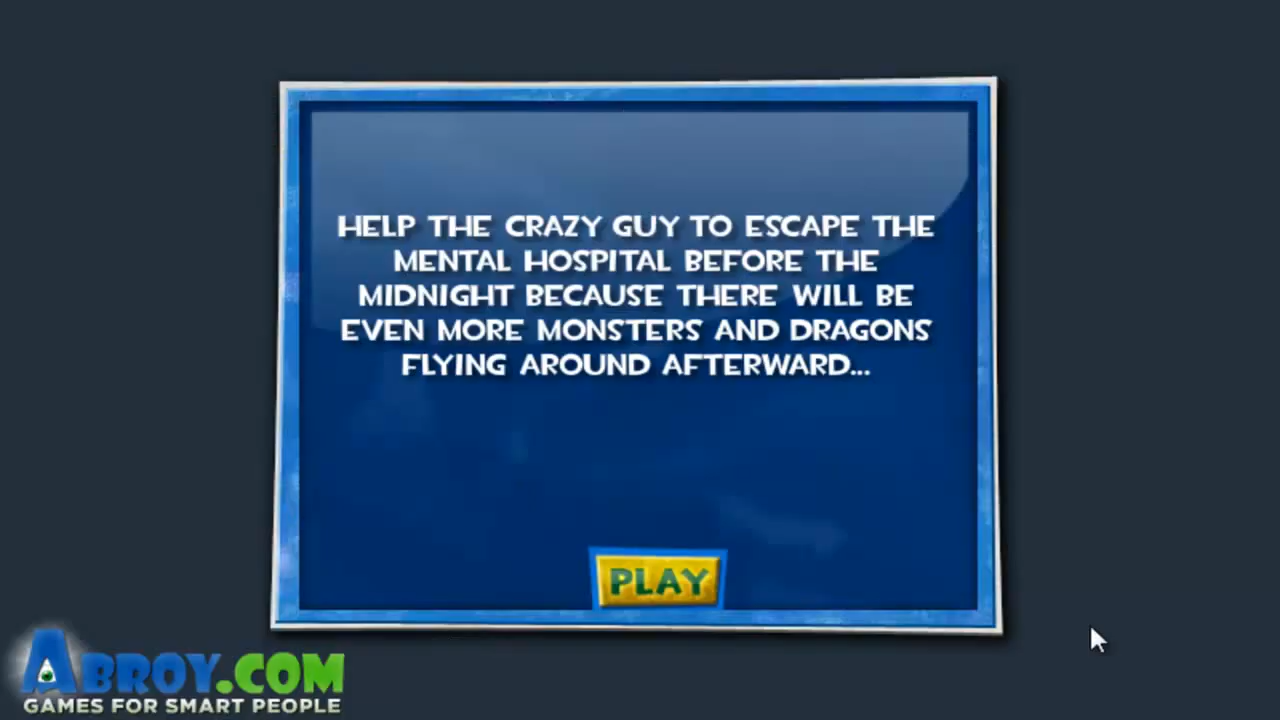 HELP THE CRAZY GUY TO ESCAPE THE
MENTAL HOSPITAL BEFORE THE
MIDNIGHT BECAUSE THERE WILL BE
EVEN MORE MONSTERS AND DRAGONS
FLYING AROUND AFTERWARD...
PLAY
ABROY.COM
GAMES FOR SMART PEOPLE